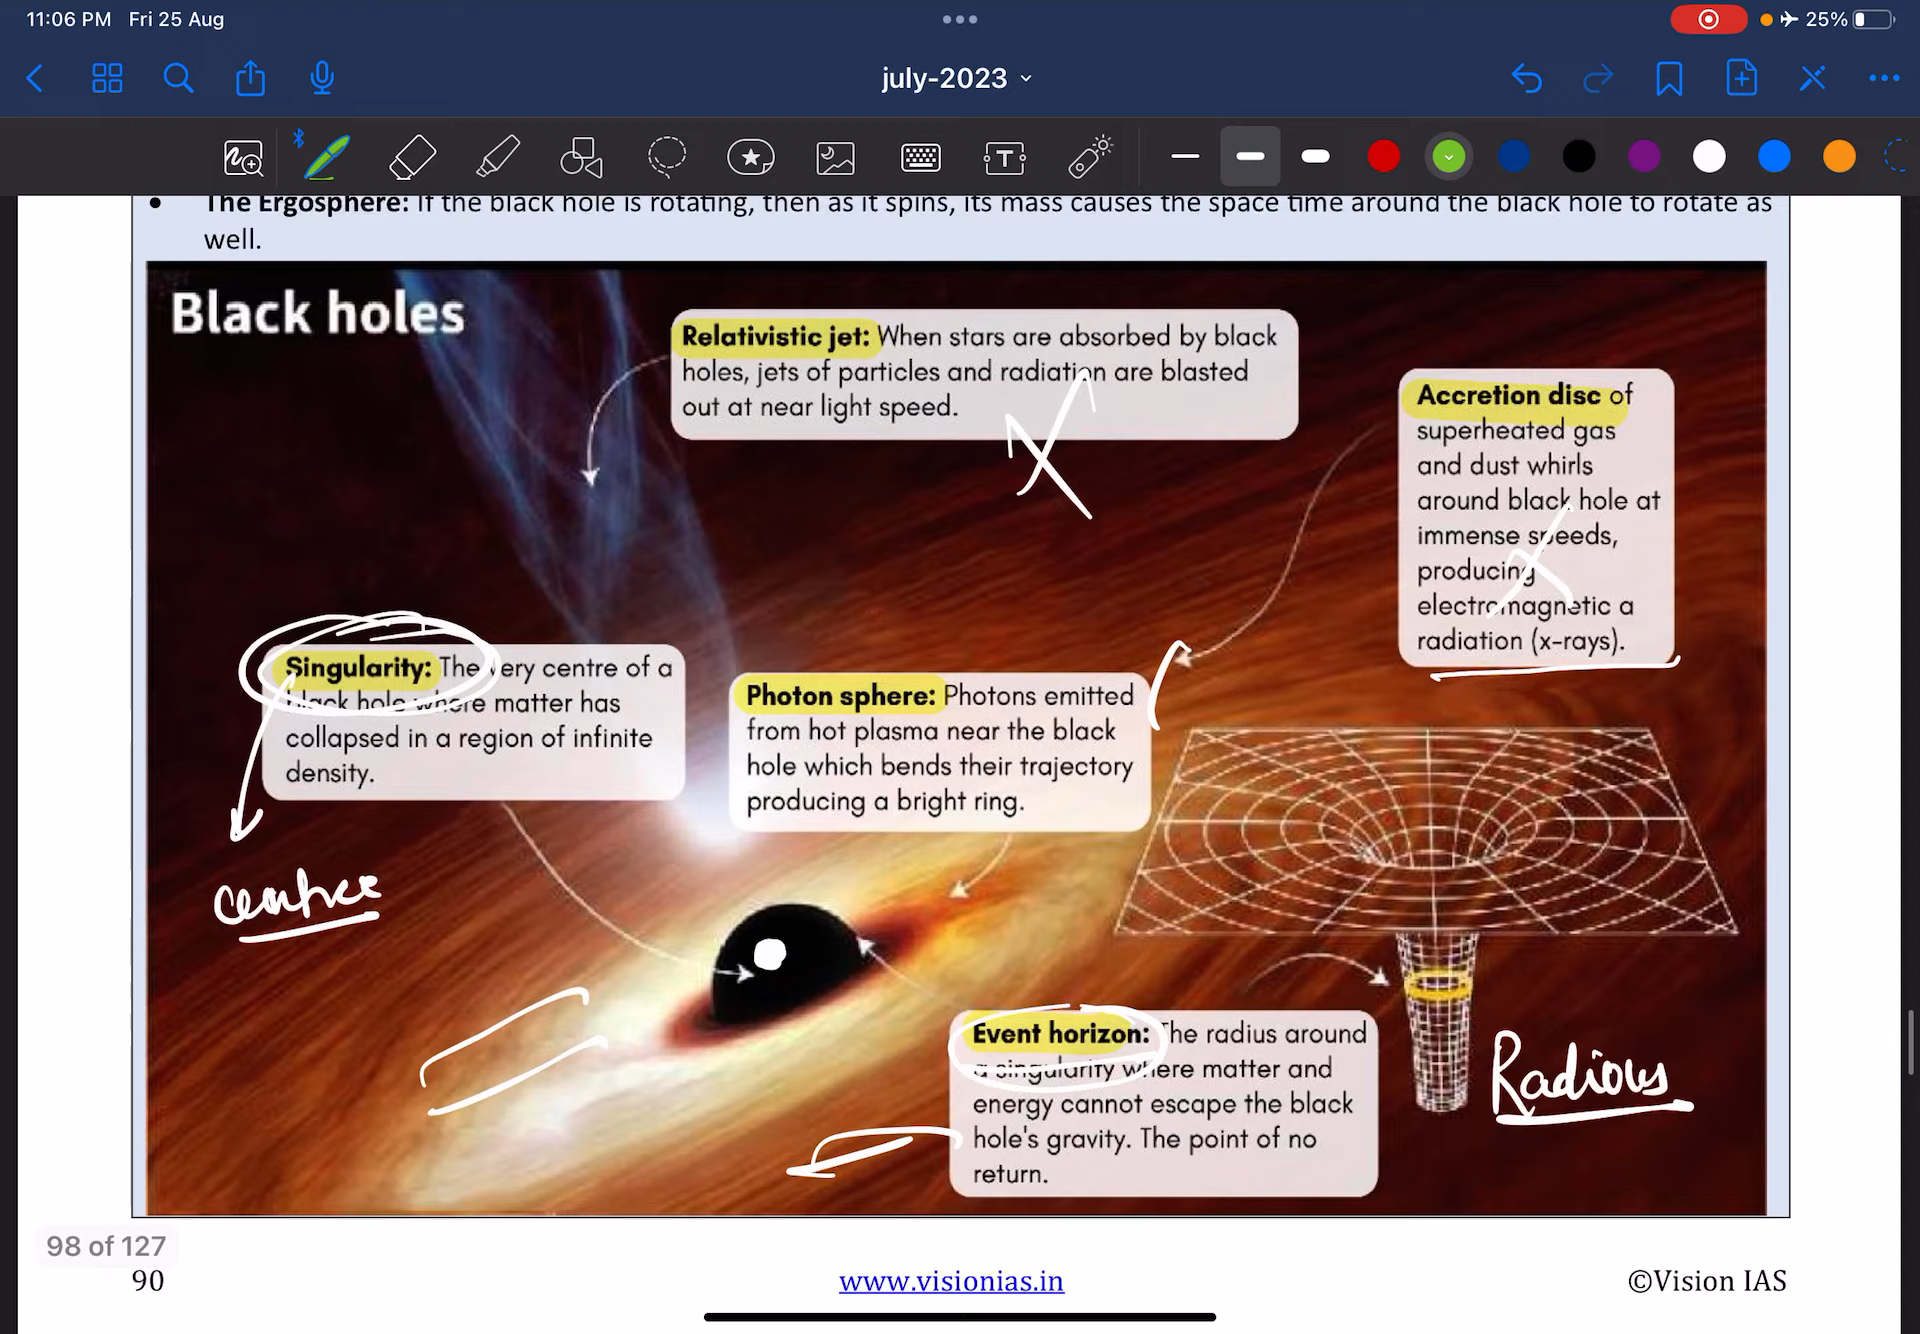 11:06 PM Fri 25 Aug
25%
july-2023
The Ergosphere: If the black hole is rotating, then as it spins, its mass causes the space time around the black hole to rotate as
well.
Black holes
Relativistic jet: When stars are absorbed by black
holes, jets of particles and radiation are blasted
out at near light speed.
Accretion disc of
superheated gas
and dust whirls
around black hole at
immense speeds,
producing
electromagnetic a
radiation (x-rays).
Singularity: The very centre of a
black hole where matter has
collapsed in a region of infinite
density.
Photon sphere: Photons emitted
from hot plasma near the black
hole which bends their trajectory
producing a bright ring.
centre
Event horizon: The radius around
a singularity where matter and
energy cannot escape the black
hole's gravity. The point of no
return.
Radious
98 of 127
90
www.visionias.in
©Vision IAS